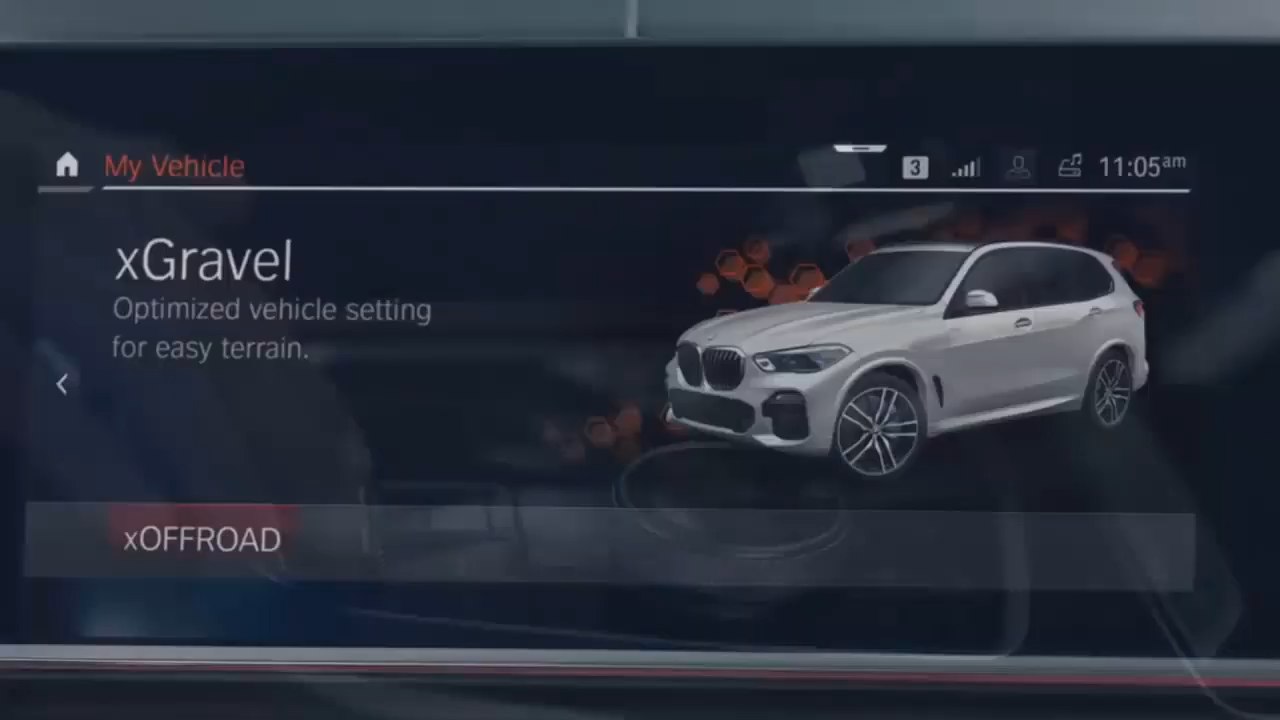 My Vehicle
3
11:05am
xGravel
Optimized vehicle setting
for easy terrain.
xOFFROAD